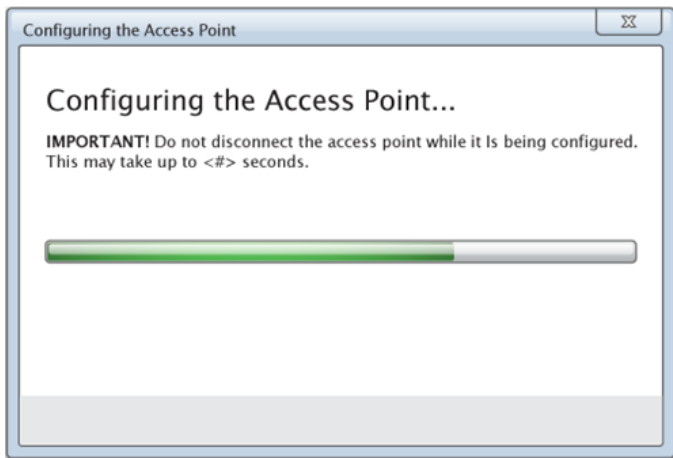 Configuring the Access Point
X
Configuring the Access Point...
IMPORTANT! Do not disconnect the access point while it Is being configured.
This may take up to <#> seconds.